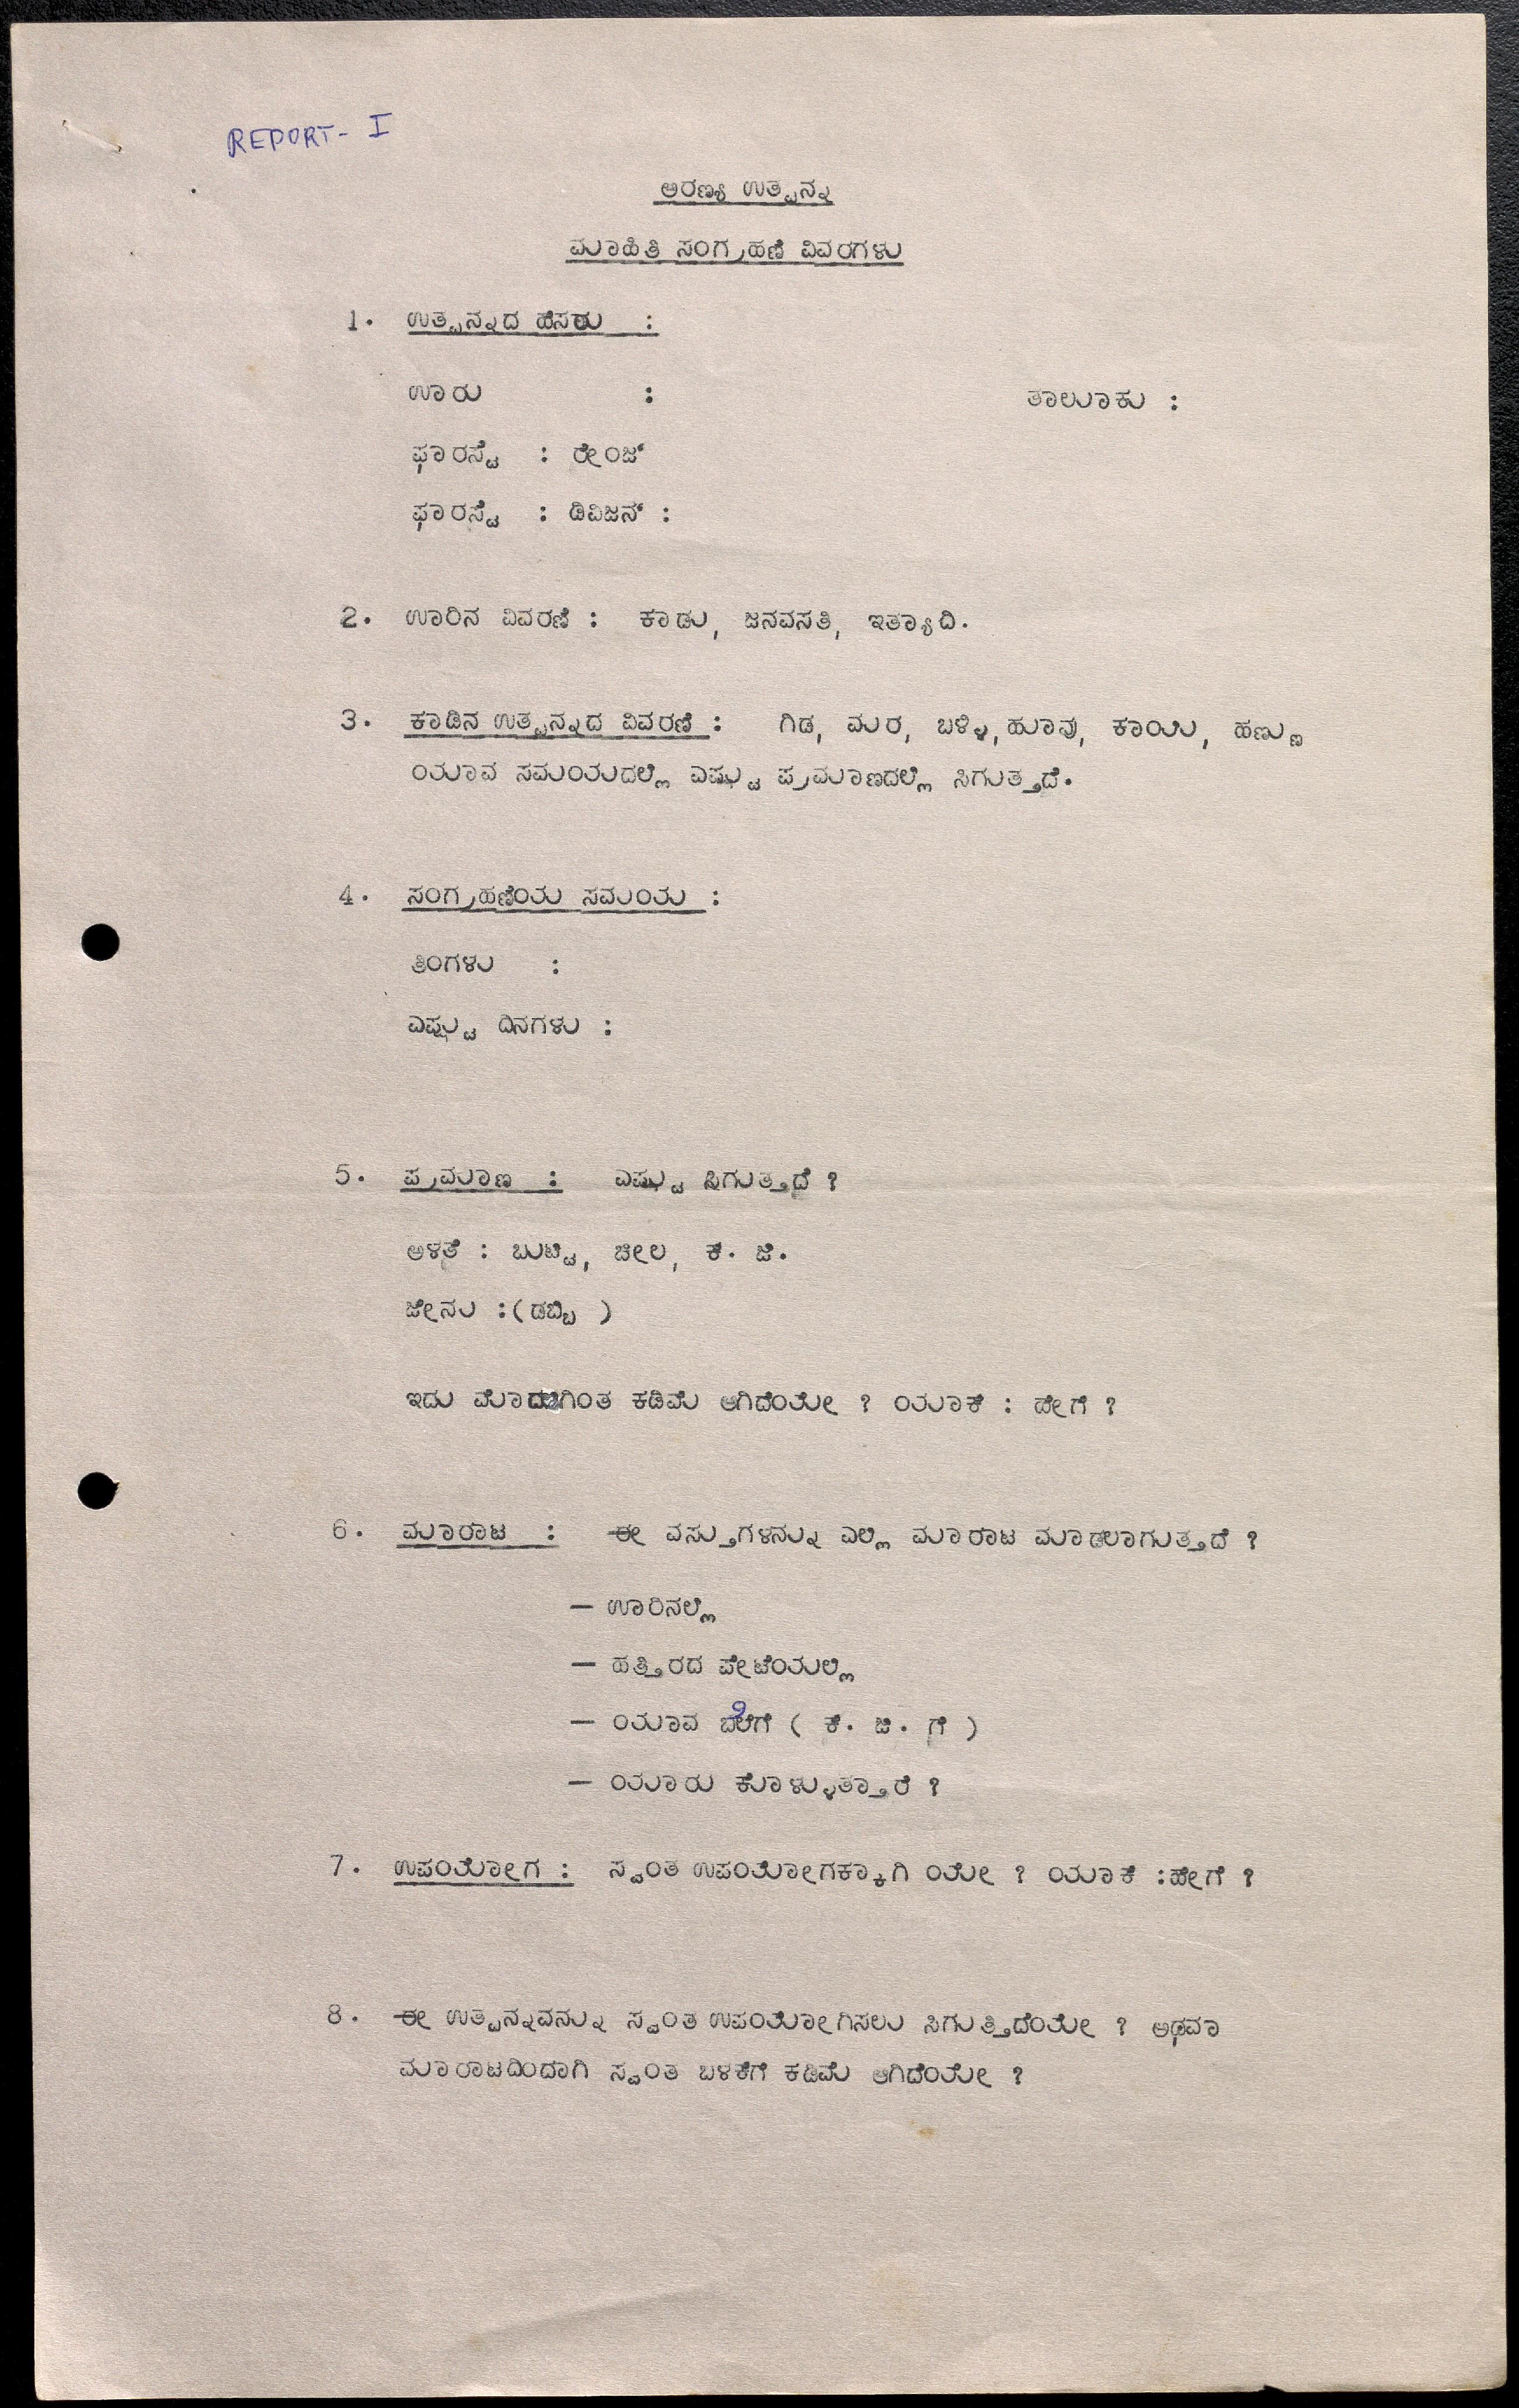 REPORT- I
ಅರಣ್ಯ ಉತ್ಪನ್ನ
ಮಾಹಿತಿ ಸಂಗ್ರಹಣಿ ವಿವರಗಳು
1. ಉತ್ಪನ್ನದ ಹೆಸರು :
ಊರು : ತಾಲೂಕು :
ಫಾರಸ್ಟೆ : ರೇಂಜ್
ಫಾರಸ್ಟೆ : ಡಿವಿಜನ್ :
2. ಊರಿನ ವಿವರಣೆ : ಕಾಡು, ಜನವಸತಿ, ಇತ್ಯಾದಿ.
3. ಕಾಡಿನ ಉತ್ಪನ್ನದ ವಿವರಣೆ : ಗಿಡ, ಮರ, ಬಳ್ಳಿ, ಹೂವು, ಕಾಯಿ, ಹಣ್ಣು
ಯಾವ ಸಮಯದಲ್ಲಿ ಎಷ್ಟು ಪ್ರಮಾಣದಲ್ಲಿ ಸಿಗುತ್ತದೆ.
4. ಸಂಗ್ರಹಣೆಯ ಸಮಯ :
ತಿಂಗಳು :
ಎಷ್ಟು ದಿನಗಳು :
5. ಪ್ರಮಾಣ : ಎಷ್ಟು ಸಿಗುತ್ತದೆ ?
ಅಳತೆ : ಬುಟ್ಟಿ, ಚೀಲ, ಕೆ. ಜಿ.
ಜೇನು :(ಡಬ್ಬಿ )
ಇದು ಮೊದಲಿಗಿಂತ ಕಡಿಮೆ ಆಗಿದೆಯೇ ? ಯಾಕೆ : ಹೇಗೆ ?
6. ಮಾರಾಟ : ಈ ವಸ್ತುಗಳನ್ನು ಎಲ್ಲಿ ಮಾರಾಟ ಮಾಡಲಾಗುತ್ತದೆ ?
— ಊರಿನಲ್ಲಿ
— ಹತ್ತಿರದ ಪೇಟೆಯಲ್ಲಿ
— ಯಾವ ಬೆಲೆಗೆ ( ಕೆ. ಜಿ. ಗೆ )
— ಯಾರು ಕೊಳ್ಳುತ್ತಾರೆ ?
7. ಉಪಯೋಗ : ಸ್ವಂತ ಉಪಯೋಗಕ್ಕಾಗಿ ಯೇ ? ಯಾಕೆ :ಹೇಗೆ ?
8. ಈ ಉತ್ಪನ್ನವನ್ನು ಸ್ವಂತ ಉಪಯೋಗಿಸಲು ಸಿಗುತ್ತಿದೆಯೇ ? ಅಥವಾ
ಮಾರಾಟದಿಂದಾಗಿ ಸ್ವಂತ ಬಳಕೆಗೆ ಕಡಿಮೆ ಆಗಿದೆಯೇ ?